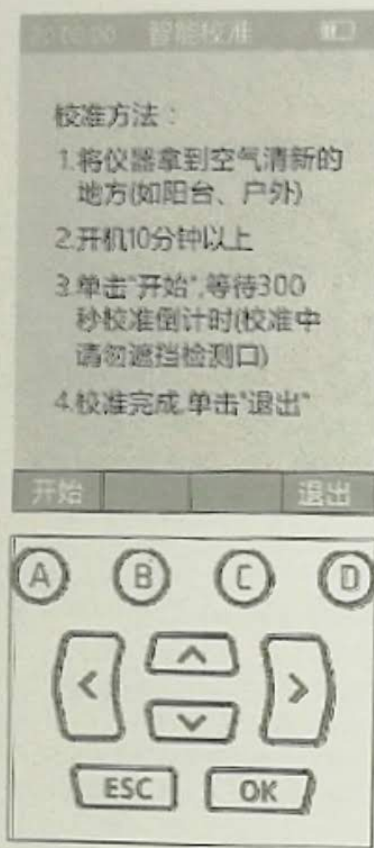 00:00:00 智能校准
校准方法：
1.将仪器拿到空气清新的
地方(如阳台、户外)
2.开机10分钟以上
3.单击"开始",等待300
秒校准倒计时(校准中
请勿遮挡检测口)
4.校准完成,单击"退出"
开始 退出
A B C D
< ^ >
v
ESC OK